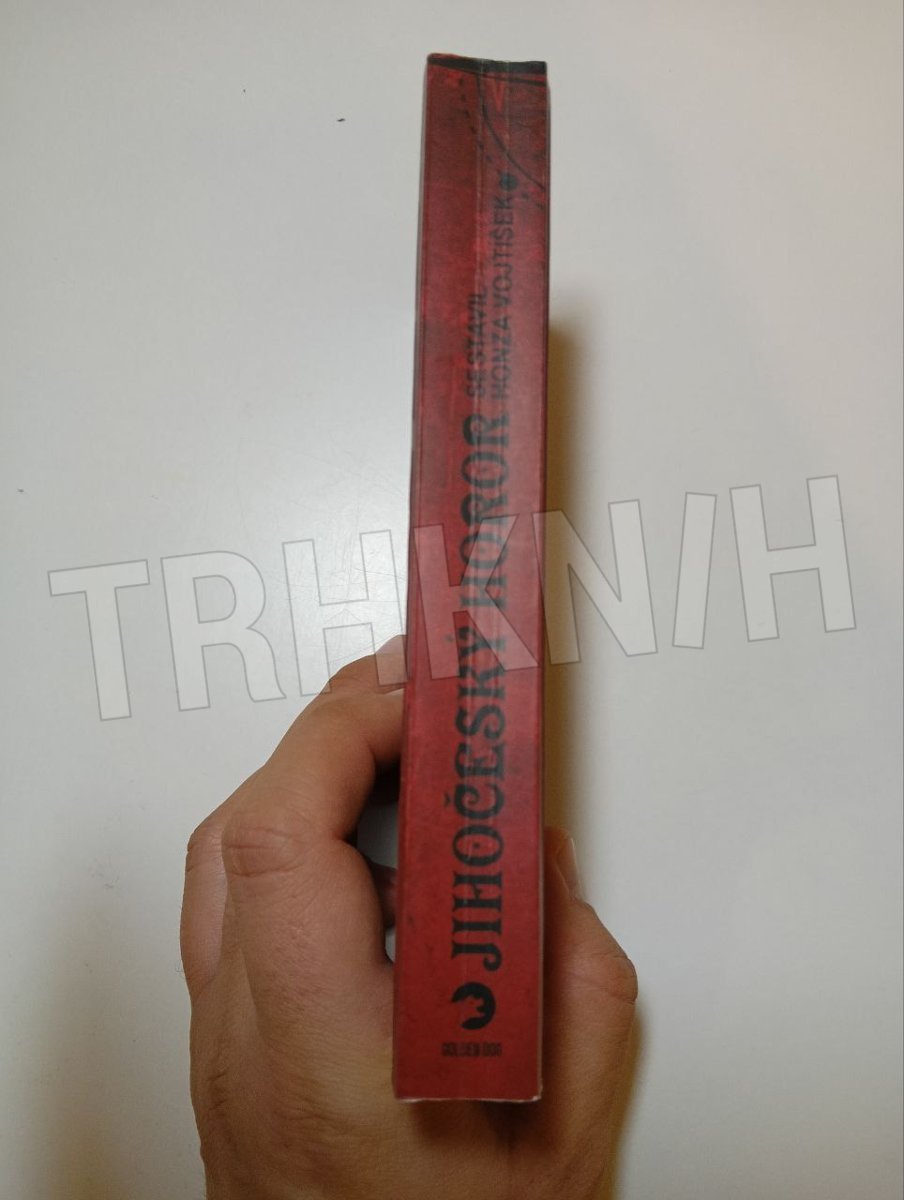 JIHOČESKÝ HOROR
SESTAVIL
HONZA VOJTÍŠEK
GOLDEN DOG
TRHKNIH